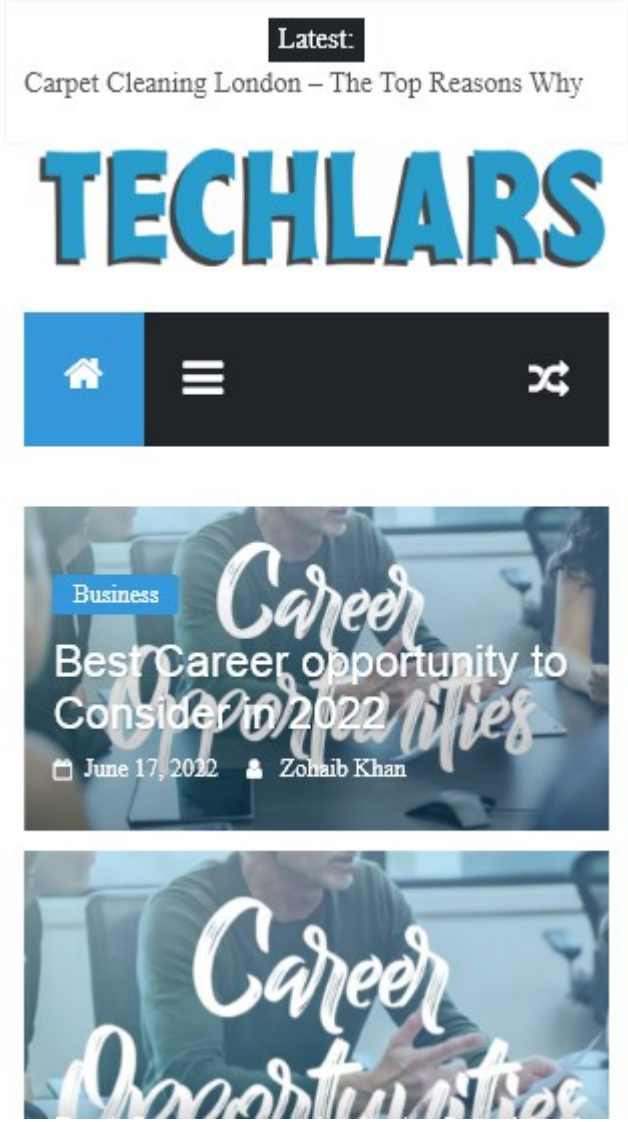 Latest:
Carpet Cleaning London – The Top Reasons Why
TECHLARS
Career
Opportunities
Business
Best Career opportunity to
Consider in 2022
June 17, 2022 Zohaib Khan
Career
Opportunities